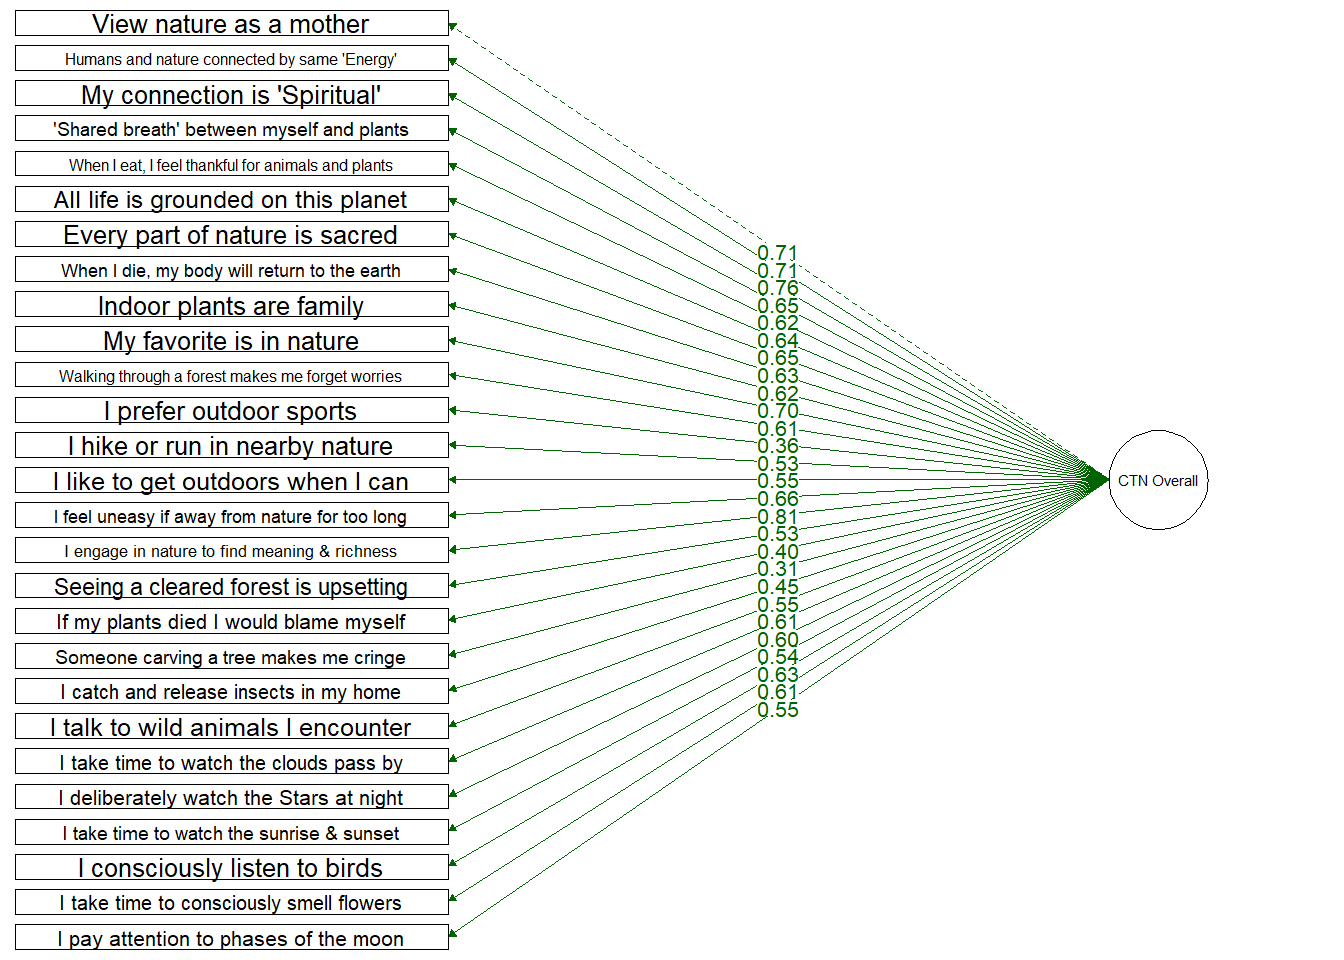 View nature as a mother
Humans and nature connected by same 'Energy'
My connection is 'Spiritual'
'Shared breath' between myself and plants
When I eat, I feel thankful for animals and plants
All life is grounded on this planet
Every part of nature is sacred
When I die, my body will return to the earth
Indoor plants are family
My favorite is in nature
Walking through a forest makes me forget worries
I prefer outdoor sports
I hike or run in nearby nature
I like to get outdoors when I can
I feel uneasy if away from nature for too long
I engage in nature to find meaning & richness
Seeing a cleared forest is upsetting
If my plants died I would blame myself
Someone carving a tree makes me cringe
I catch and release insects in my home
I talk to wild animals I encounter
I take time to watch the clouds pass by
I deliberately watch the Stars at night
I take time to watch the sunrise & sunset
I consciously listen to birds
I take time to consciously smell flowers
I pay attention to phases of the moon
0.71
0.71
0.76
0.65
0.62
0.64
0.65
0.63
0.62
0.70
0.61
0.36
0.53
0.55
0.66
0.81
0.53
0.40
0.31
0.45
0.55
0.61
0.60
0.54
0.63
0.61
0.55
CTN Overall